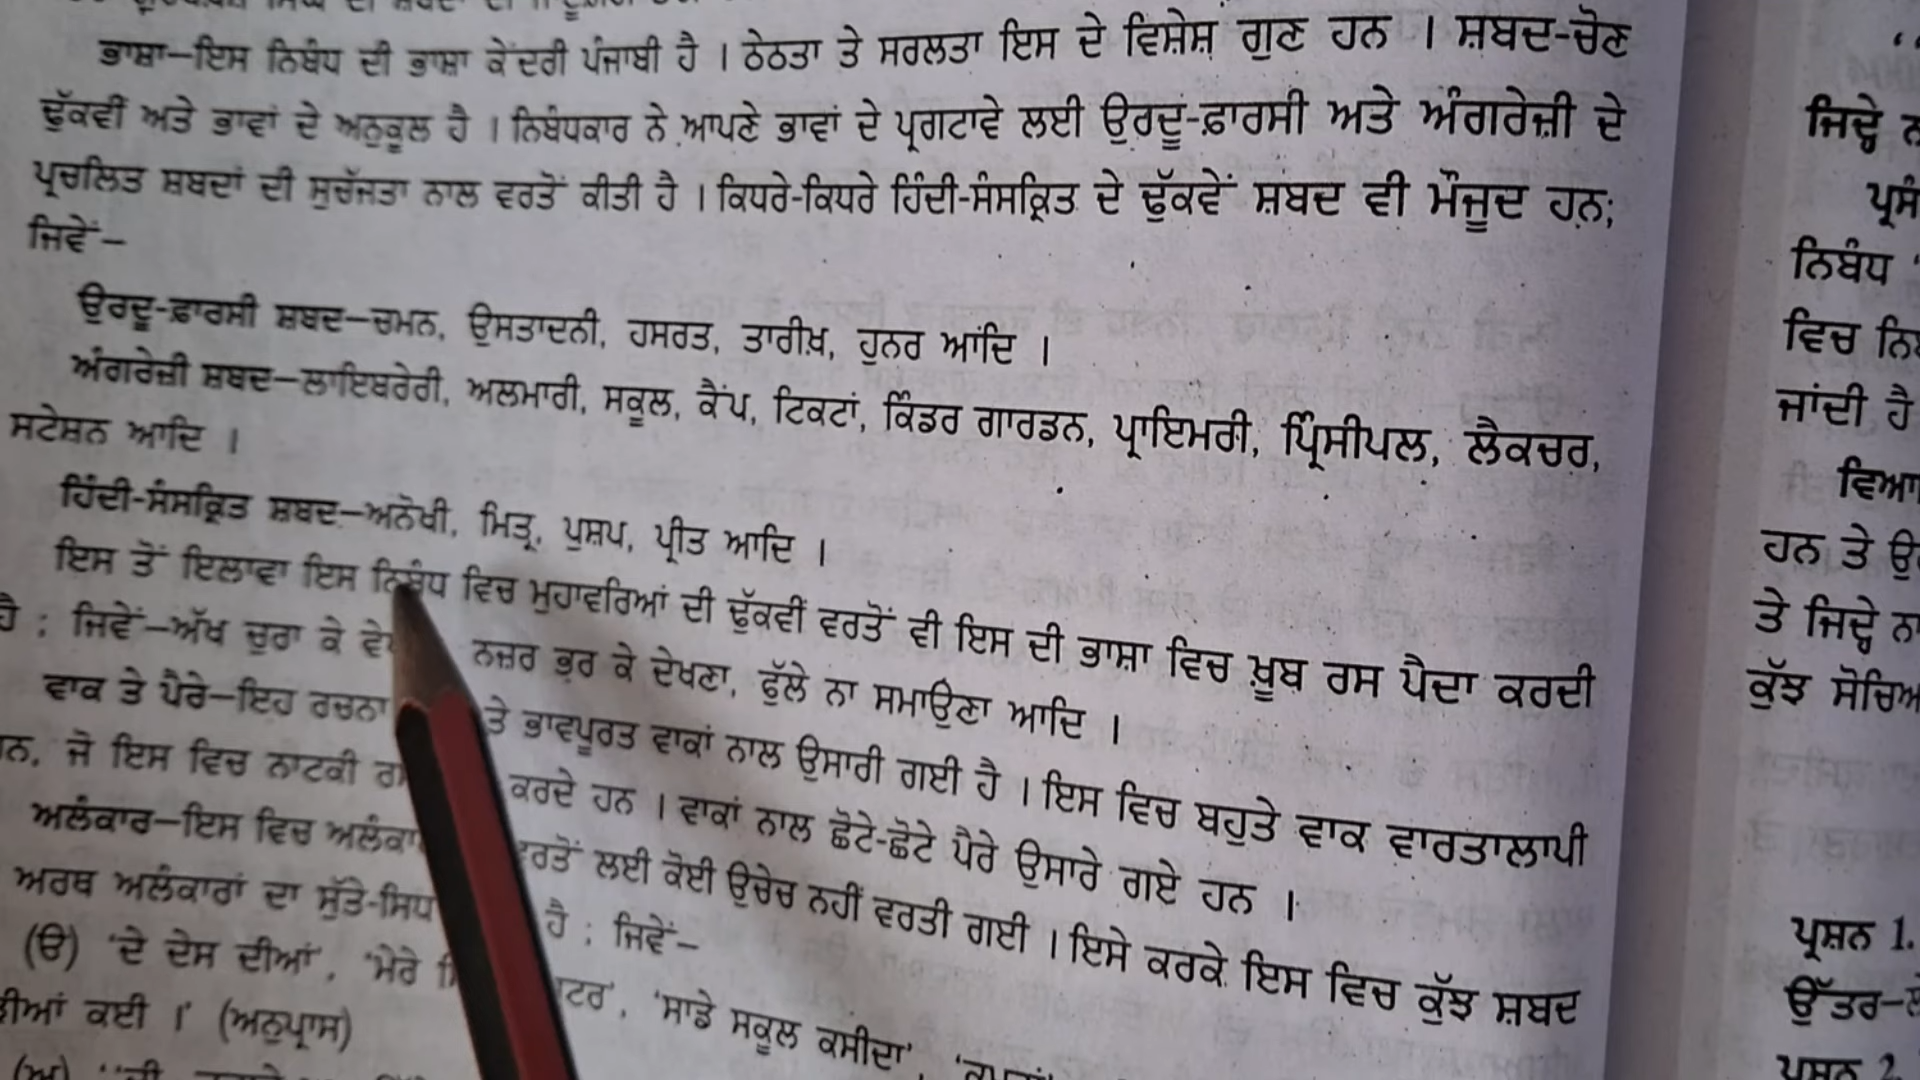 ਭਾਸ਼ਾ—ਇਸ ਨਿਬੰਧ ਦੀ ਭਾਸ਼ਾ ਕੇਂਦਰੀ ਪੰਜਾਬੀ ਹੈ । ਠੇਠਤਾ ਤੇ ਸਰਲਤਾ ਇਸ ਦੇ ਵਿਸ਼ੇਸ਼ ਗੁਣ ਹਨ । ਸ਼ਬਦ-ਚੋਣ
ਢੁੱਕਵੀਂ ਅਤੇ ਭਾਵਾਂ ਦੇ ਅਨੁਕੂਲ ਹੈ । ਨਿਬੰਧਕਾਰ ਨੇ ਆਪਣੇ ਭਾਵਾਂ ਦੇ ਪ੍ਰਗਟਾਵੇ ਲਈ ਉਰਦੂ-ਫ਼ਾਰਸੀ ਅਤੇ ਅੰਗਰੇਜ਼ੀ ਦੇ
ਪ੍ਰਚਲਿਤ ਸ਼ਬਦਾਂ ਦੀ ਸੁਚੱਜਤਾ ਨਾਲ ਵਰਤੋਂ ਕੀਤੀ ਹੈ । ਕਿਧਰੇ-ਕਿਧਰੇ ਹਿੰਦੀ-ਸੰਸਕ੍ਰਿਤ ਦੇ ਢੁੱਕਵੇਂ ਸ਼ਬਦ ਵੀ ਮੌਜੂਦ ਹਨ;
ਜਿਵੇਂ—
ਉਰਦੂ-ਫ਼ਾਰਸੀ ਸ਼ਬਦ—ਚਮਨ, ਉਸਤਾਦਨੀ, ਹਸਰਤ, ਤਾਰੀਖ਼, ਹੁਨਰ ਆਦਿ ।
ਅੰਗਰੇਜ਼ੀ ਸ਼ਬਦ—ਲਾਇਬਰੇਰੀ, ਅਲਮਾਰੀ, ਸਕੂਲ, ਕੈਂਪ, ਟਿਕਟਾਂ, ਕਿੰਡਰ ਗਾਰਡਨ, ਪ੍ਰਾਇਮਰੀ, ਪ੍ਰਿੰਸੀਪਲ, ਲੈਕਚਰ,
ਸਟੇਸ਼ਨ ਆਦਿ ।
ਹਿੰਦੀ-ਸੰਸਕ੍ਰਿਤ ਸ਼ਬਦ—ਅਨੋਖੀ, ਮਿਤ੍ਰ, ਪੁਸ਼ਪ, ਪ੍ਰੀਤ ਆਦਿ ।
ਇਸ ਤੋਂ ਇਲਾਵਾ ਇਸ ਨਿਬੰਧ ਵਿਚ ਮੁਹਾਵਰਿਆਂ ਦੀ ਢੁੱਕਵੀਂ ਵਰਤੋਂ ਵੀ ਇਸ ਦੀ ਭਾਸ਼ਾ ਵਿਚ ਖ਼ੂਬ ਰਸ ਪੈਦਾ ਕਰਦੀ
ਹੈ ; ਜਿਵੇਂ—ਅੱਖ ਚੁਰਾ ਕੇ ਨਜ਼ਰ ਭਰ ਕੇ ਦੇਖਣਾ, ਫੁੱਲੇ ਨਾ ਸਮਾਉਣਾ ਆਦਿ ।
ਵਾਕ ਤੇ ਪੈਰੇ—ਇਹ ਰਚਨਾ ਤੇ ਭਾਵਪੂਰਤ ਵਾਕਾਂ ਨਾਲ ਉਸਾਰੀ ਗਈ ਹੈ । ਇਸ ਵਿਚ ਬਹੁਤੇ ਵਾਕ ਵਾਰਤਾਲਾਪੀ
ਜੋ ਇਸ ਵਿਚ ਨਾਟਕੀ ਕਰਦੇ ਹਨ । ਵਾਕਾਂ ਨਾਲ ਛੋਟੇ-ਛੋਟੇ ਪੈਰੇ ਉਸਾਰੇ ਗਏ ਹਨ ।
ਅਲੰਕਾਰ—ਇਸ ਵਿਚ ਲਈ ਕੋਈ ਉਚੇਚ ਨਹੀਂ ਵਰਤੀ ਗਈ । ਇਸੇ ਕਰਕੇ ਇਸ ਵਿਚ ਕੁੱਝ ਸ਼ਬਦ
ਅਰਥ ਅਲੰਕਾਰਾਂ ਦਾ ਸੁੱਤੇ-ਸਿਧ ਹੈ ; ਜਿਵੇਂ—
(ੳ) 'ਦੇ ਦੇਸ ਦੀਆਂ', 'ਮੇਰੇ 'ਸਾਡੇ ਸਕੂਲ ਕਸੀਦਾ',
ਕਈ ।' (ਅਨੁਪ੍ਰਾਸ)
(ਅ)
ਜਿਦ੍ਹੇ
ਨਿਬੰਧ
ਵਿਚ
ਜਾਂਦੀ ਹੈ
ਹਨ ਤੇ
ਤੇ ਜਿਦ੍ਹੇ
ਕੁੱਝ
ਪ੍ਰਸ਼ਨ 1.
ਉੱਤਰ—
ਪ੍ਰਸ਼ਨ 2.